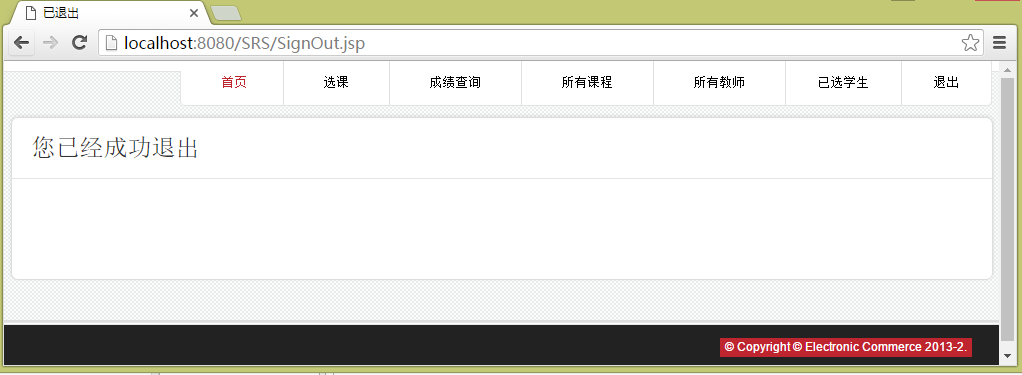 已退出
localhost:8080/SRS/SignOut.jsp
首页 选课 成绩查询 所有课程 所有教师 已选学生 退出
您已经成功退出
© Copyright © Electronic Commerce 2013-2.